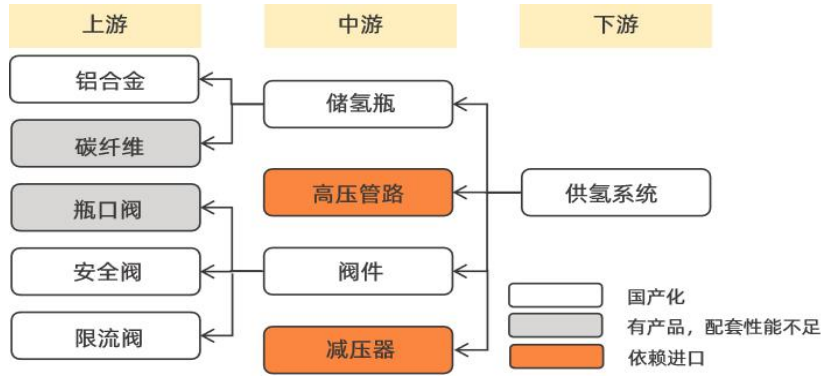 上游
中游
下游
铝合金
碳纤维
瓶口阀
安全阀
限流阀
储氢瓶
高压管路
阀件
减压器
供氢系统
国产化
有产品，配套性能不足
依赖进口